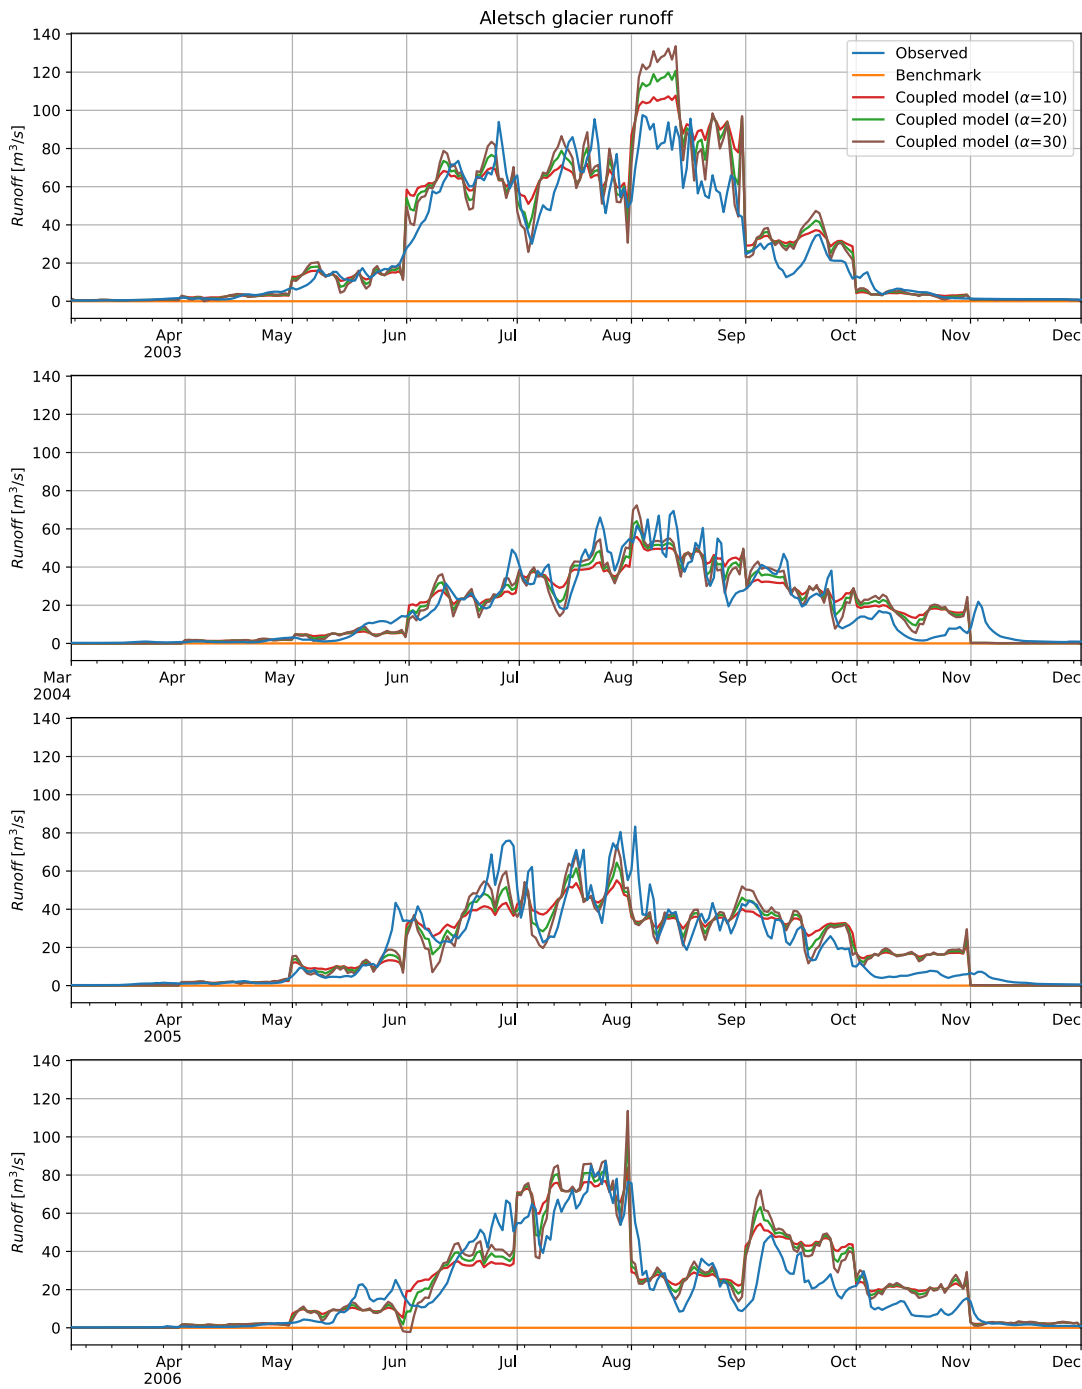 Aletsch glacier runoff
140
120
100
80
60
40
20
0
Runoff [m³/s]
Observed
Benchmark
Coupled model (α=10)
Coupled model (α=20)
Coupled model (α=30)
Apr May Jun Jul Aug Sep Oct Nov Dec
2003
140
120
100
80
60
40
20
0
Runoff [m³/s]
Mar Apr May Jun Jul Aug Sep Oct Nov Dec
2004
140
120
100
80
60
40
20
0
Runoff [m³/s]
Apr May Jun Jul Aug Sep Oct Nov Dec
2005
140
120
100
80
60
40
20
0
Runoff [m³/s]
Apr May Jun Jul Aug Sep Oct Nov Dec
2006